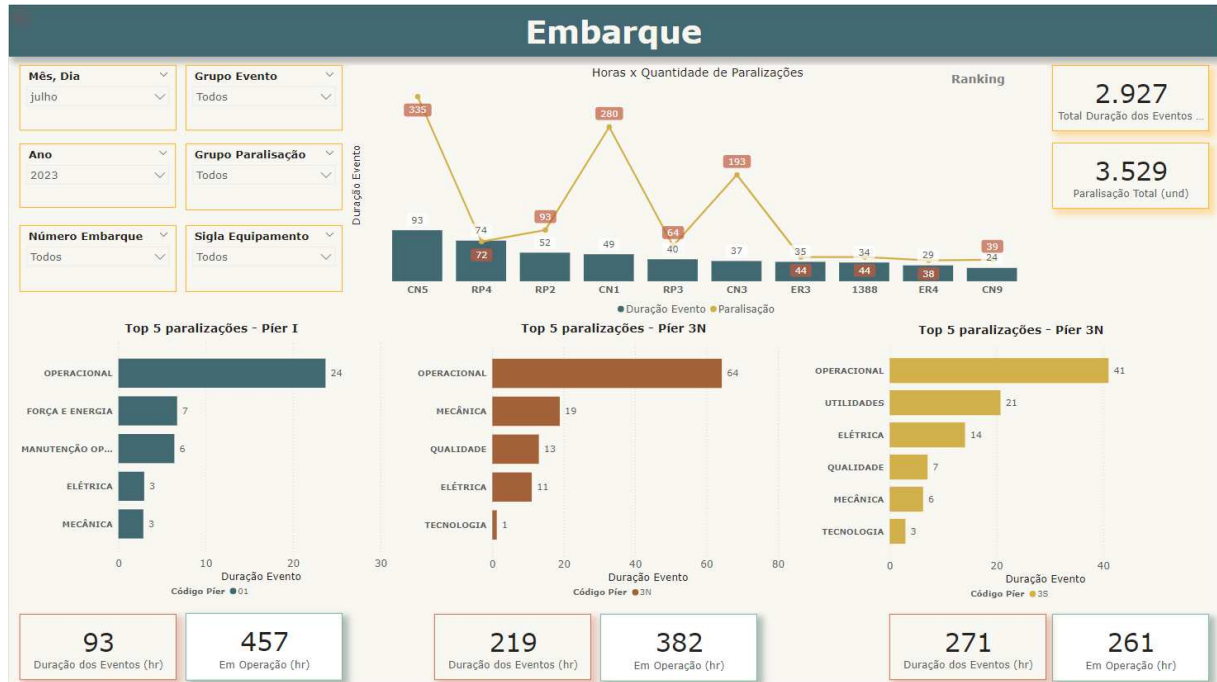 Embarque
Mês, Dia
julho
Grupo Evento
Todos
Ano
2023
Grupo Paralisação
Todos
Número Embarque
Todos
Sigla Equipamento
Todos
Horas x Quantidade de Paralizações
Ranking
Duração Evento
335
280
193
93
93
74
72
52
49
64
40
37
35
44
34
44
29
38
39
24
CN5 RP4 RP2 CN1 RP3 CN3 ER3 1388 ER4 CN9
Duração Evento Paralisação
2.927
Total Duração dos Eventos ...
3.529
Paralisação Total (und)
Top 5 paralizações - Píer I
OPERACIONAL 24
FORÇA E ENERGIA 7
MANUTENÇÃO OP... 6
ELÉTRICA 3
MECÂNICA 3
0 10 20 30
Duração Evento
Código Píer 01
Top 5 paralizações - Píer 3N
OPERACIONAL 64
MECÂNICA 19
QUALIDADE 13
ELÉTRICA 11
TECNOLOGIA 1
0 20 40 60 80
Duração Evento
Código Píer 3N
Top 5 paralizações - Píer 3N
OPERACIONAL 41
UTILIDADES 21
ELÉTRICA 14
QUALIDADE 7
MECÂNICA 6
TECNOLOGIA 3
0 20 40
Duração Evento
Código Píer 3S
93
Duração dos Eventos (hr)
457
Em Operação (hr)
219
Duração dos Eventos (hr)
382
Em Operação (hr)
271
Duração dos Eventos (hr)
261
Em Operação (hr)